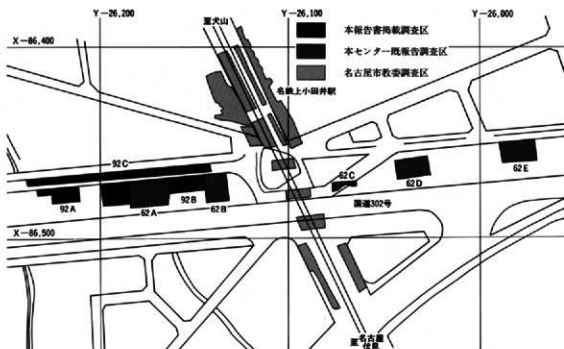 Y−26,200
Y−26,100
Y−26,000
至犬山
本報告書掲載調査区
本センター既報告調査区
名古屋市教委調査区
X−86,400
名鉄上小田井駅
92C
62C
62D
62E
92A
62A
92B
62B
国道302号
X−86,500
至名古屋